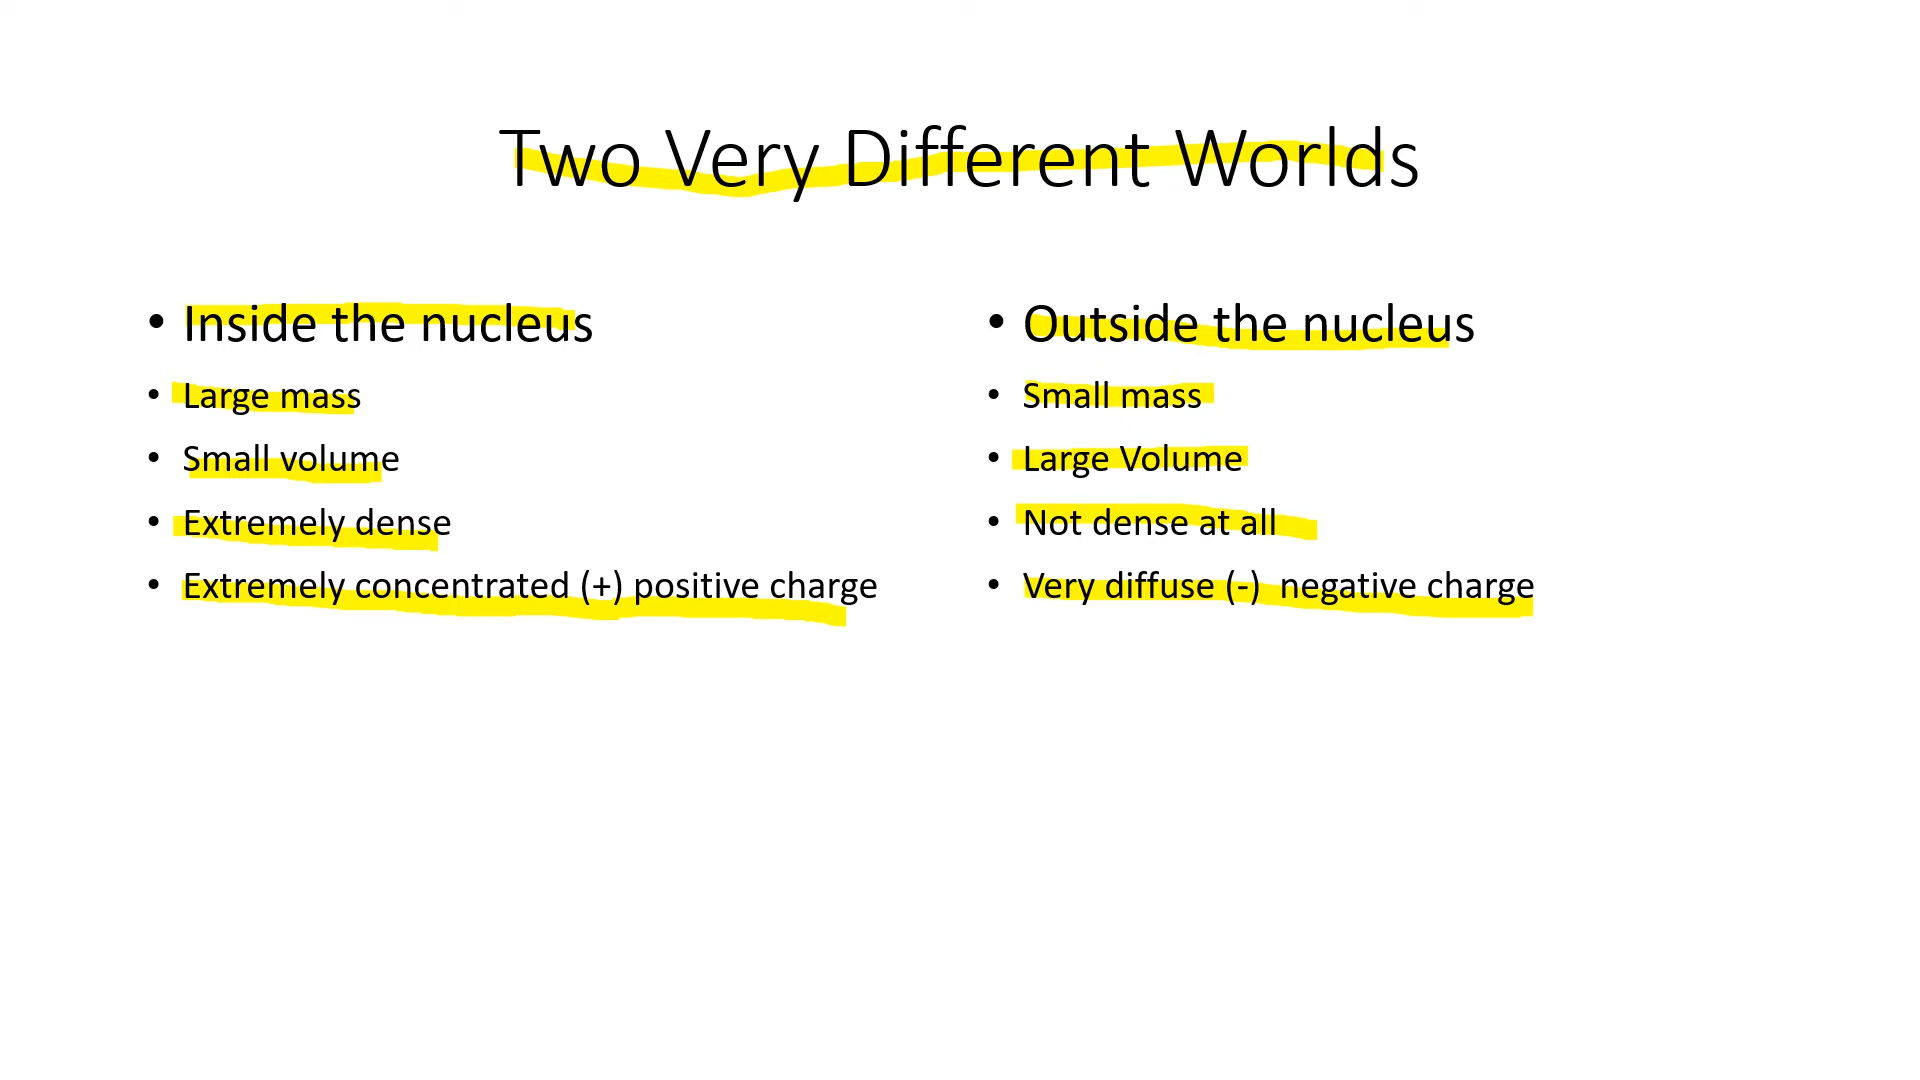 Two Very Different Worlds
• Inside the nucleus
• Large mass
• Small volume
• Extremely dense
• Extremely concentrated (+) positive charge
• Outside the nucleus
• Small mass
• Large Volume
• Not dense at all
• Very diffuse (-)  negative charge